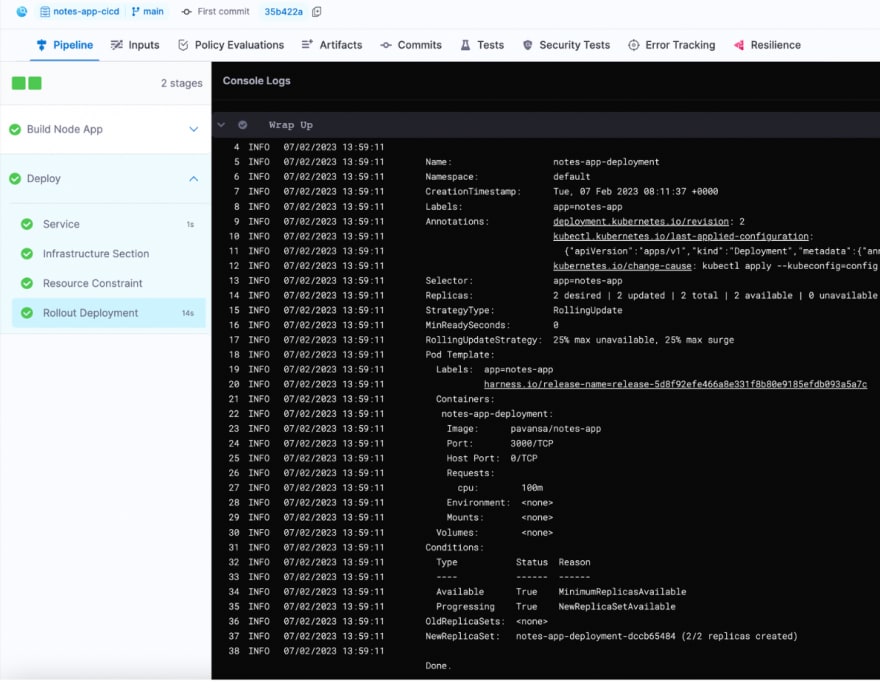 notes-app-cicd main First commit 35b422a
Pipeline Inputs Policy Evaluations Artifacts Commits Tests Security Tests Error Tracking Resilience
2 stages
Build Node App
Deploy
Service 1s
Infrastructure Section
Resource Constraint
Rollout Deployment 14s
Console Logs
Wrap Up
4 INFO 07/02/2023 13:59:11
5 INFO 07/02/2023 13:59:11 Name: notes-app-deployment
6 INFO 07/02/2023 13:59:11 Namespace: default
7 INFO 07/02/2023 13:59:11 CreationTimestamp: Tue, 07 Feb 2023 08:11:37 +0000
8 INFO 07/02/2023 13:59:11 Labels: app=notes-app
9 INFO 07/02/2023 13:59:11 Annotations: deployment.kubernetes.io/revision: 2
10 INFO 07/02/2023 13:59:11 kubectl.kubernetes.io/last-applied-configuration:
11 INFO 07/02/2023 13:59:11 {"apiVersion":"apps/v1","kind":"Deployment","metadata":{"ann
12 INFO 07/02/2023 13:59:11 kubernetes.io/change-cause: kubectl apply --kubeconfig=config
13 INFO 07/02/2023 13:59:11 Selector: app=notes-app
14 INFO 07/02/2023 13:59:11 Replicas: 2 desired | 2 updated | 2 total | 2 available | 0 unavailable
15 INFO 07/02/2023 13:59:11 StrategyType: RollingUpdate
16 INFO 07/02/2023 13:59:11 MinReadySeconds: 0
17 INFO 07/02/2023 13:59:11 RollingUpdateStrategy: 25% max unavailable, 25% max surge
18 INFO 07/02/2023 13:59:11 Pod Template:
19 INFO 07/02/2023 13:59:11 Labels: app=notes-app
20 INFO 07/02/2023 13:59:11 harness.io/release-name=release-5d8f92efe466a8e331f8b80e9185efdb093a5a7c
21 INFO 07/02/2023 13:59:11 Containers:
22 INFO 07/02/2023 13:59:11 notes-app-deployment:
23 INFO 07/02/2023 13:59:11 Image: pavansa/notes-app
24 INFO 07/02/2023 13:59:11 Port: 3000/TCP
25 INFO 07/02/2023 13:59:11 Host Port: 0/TCP
26 INFO 07/02/2023 13:59:11 Requests:
27 INFO 07/02/2023 13:59:11 cpu: 100m
28 INFO 07/02/2023 13:59:11 Environment: <none>
29 INFO 07/02/2023 13:59:11 Mounts: <none>
30 INFO 07/02/2023 13:59:11 Volumes: <none>
31 INFO 07/02/2023 13:59:11 Conditions:
32 INFO 07/02/2023 13:59:11 Type Status Reason
33 INFO 07/02/2023 13:59:11 ---- ------ ------
34 INFO 07/02/2023 13:59:11 Available True MinimumReplicasAvailable
35 INFO 07/02/2023 13:59:11 Progressing True NewReplicaSetAvailable
36 INFO 07/02/2023 13:59:11 OldReplicaSets: <none>
37 INFO 07/02/2023 13:59:11 NewReplicaSet: notes-app-deployment-dccb65484 (2/2 replicas created)
38 INFO 07/02/2023 13:59:11
Done.